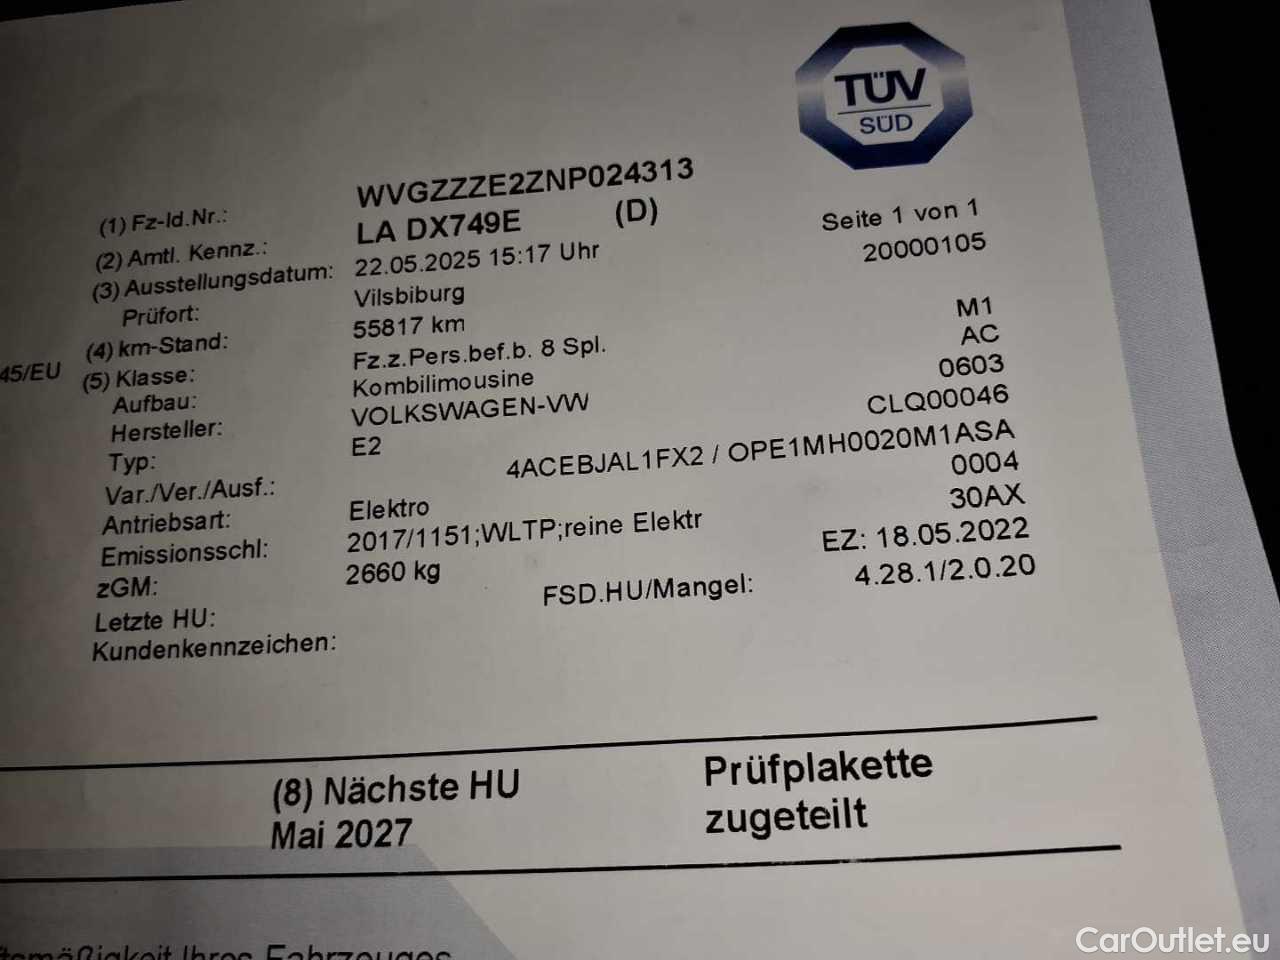 TÜV
SÜD
(1) Fz-Id.Nr.: WVGZZZE2ZNP024313
(2) Amtl. Kennz.: LA DX749E (D) Seite 1 von 1
(3) Ausstellungsdatum: 22.05.2025 15:17 Uhr 20000105
Prüfort: Vilsbiburg
(4) km-Stand: 55817 km M1
45/EU (5) Klasse: Fz.z.Pers.bef.b. 8 Spl. AC
Aufbau: Kombilimousine 0603
Hersteller: VOLKSWAGEN-VW CLQ00046
Typ: E2
Var./Ver./Ausf.: 4ACEBJAL1FX2 / OPE1MH0020M1ASA
Antriebsart: Elektro 0004
Emissionsschl: 2017/1151;WLTP;reine Elektr 30AX
zGM: 2660 kg EZ: 18.05.2022
Letzte HU: FSD.HU/Mangel: 4.28.1/2.0.20
Kundenkennzeichen:
(8) Nächste HU Prüfplakette
Mai 2027 zugeteilt
Ihres Fahrzeuges
CarOutlet.eu